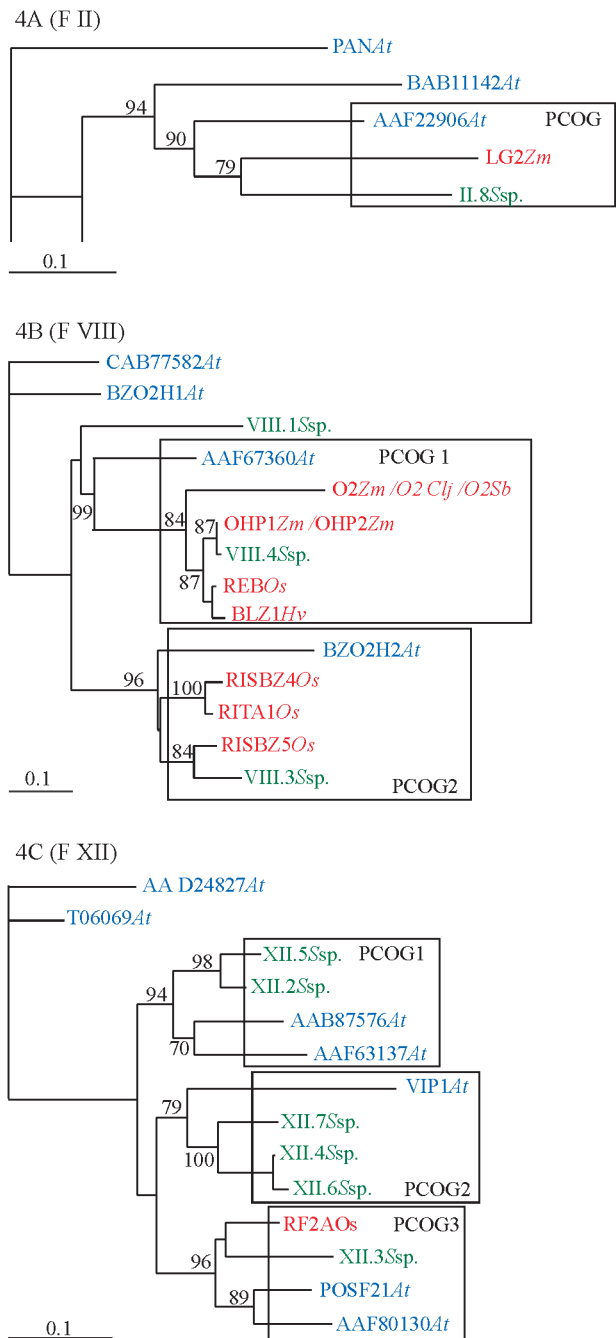 4A (F II)
PANAt
BAB11142At
94
AAF22906At PCOG
90
LG2Zm
79
II.8Ssp.
0.1
4B (F VIII)
CAB77582At
BZO2H1At
VIII.1Ssp.
AAF67360At PCOG 1
O2Zm /O2 Clj /O2Sb
99
84
87 OHP1Zm /OHP2Zm
VIII.4Ssp.
87
REBOs
BLZ1Hv
BZO2H2At
96
100 RISBZ4Os
RITA1Os
84 RISBZ5Os
VIII.3Ssp.
0.1
PCOG2
4C (F XII)
AA D24827At
T06069At
XII.5Ssp. PCOG1
98
XII.2Ssp.
94
AAB87576At
70
AAF63137At
VIP1At
79
XII.7Ssp.
XII.4Ssp.
100
XII.6Ssp. PCOG2
RF2AOs PCOG3
XII.3Ssp.
96
POSF21At
89
AAF80130At
0.1